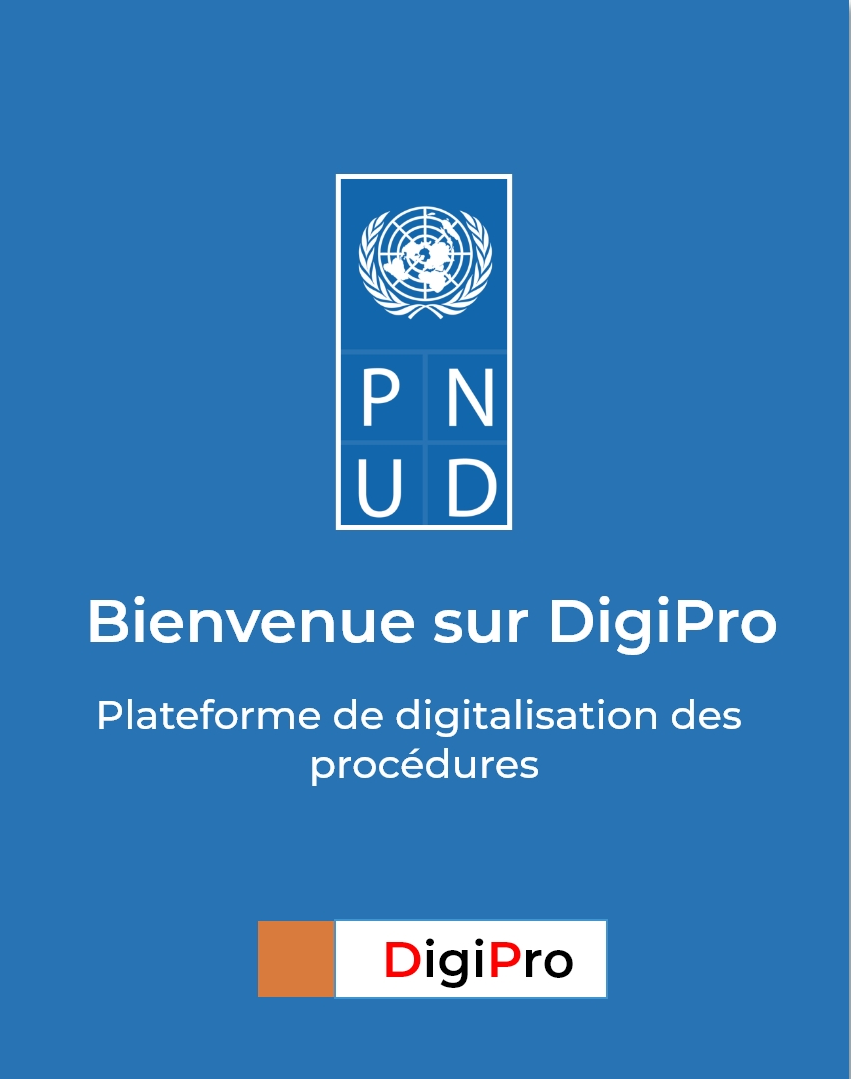 P N
U D
Bienvenue sur DigiPro
Plateforme de digitalisation des
procédures
DigiPro